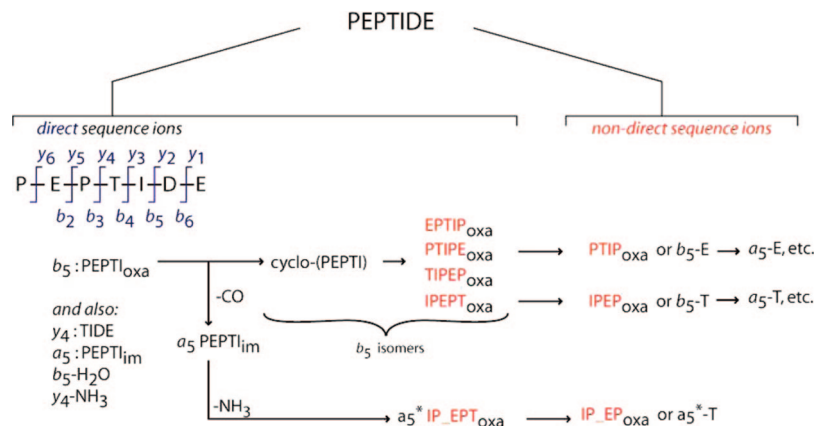 PEPTIDE
direct sequence ions
non-direct sequence ions
y6 y5 y4 y3 y2 y1
P E P T I D E
b2 b3 b4 b5 b6
EPTIPoxa
b5 : PEPTIoxa
cyclo-(PEPTI)
PTIPEoxa
PTIPoxa or b5-E
a5-E, etc.
TIPEPoxa
-CO
IPEPToxa
IPEPoxa or b5-T
a5-T, etc.
and also:
y4 : TIDE
a5 : PEPTIim
b5-H2O
y4-NH3
a5 PEPTIim
b5 isomers
-NH3
a5* IP_EPToxa
IP_EPoxa or a5*-T